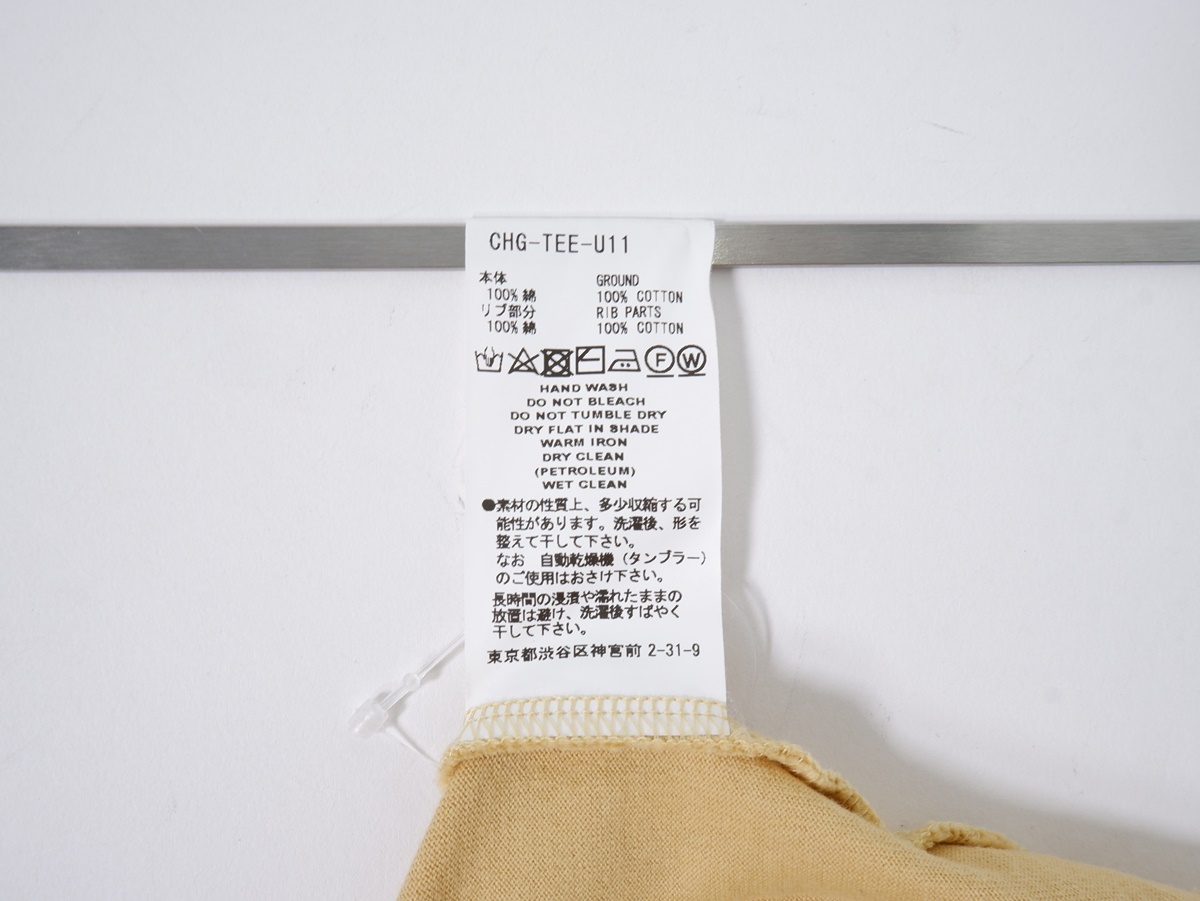 CHG-TEE-U11
本体 GROUND
100% 綿 100% COTTON
リブ部分 RIB PARTS
100% 綿 100% COTTON
F W
HAND WASH
DO NOT BLEACH
DO NOT TUMBLE DRY
DRY FLAT IN SHADE
WARM IRON
DRY CLEAN
(PETROLEUM)
WET CLEAN
●素材の性質上、多少収縮する可
能性があります。洗濯後、形を
整えて干して下さい。
なお 自動乾燥機（タンブラー）
のご使用はおさけ下さい。
長時間の浸漬や濡れたままの
放置は避け、洗濯後すばやく
干して下さい。
東京都渋谷区神宮前 2-31-9